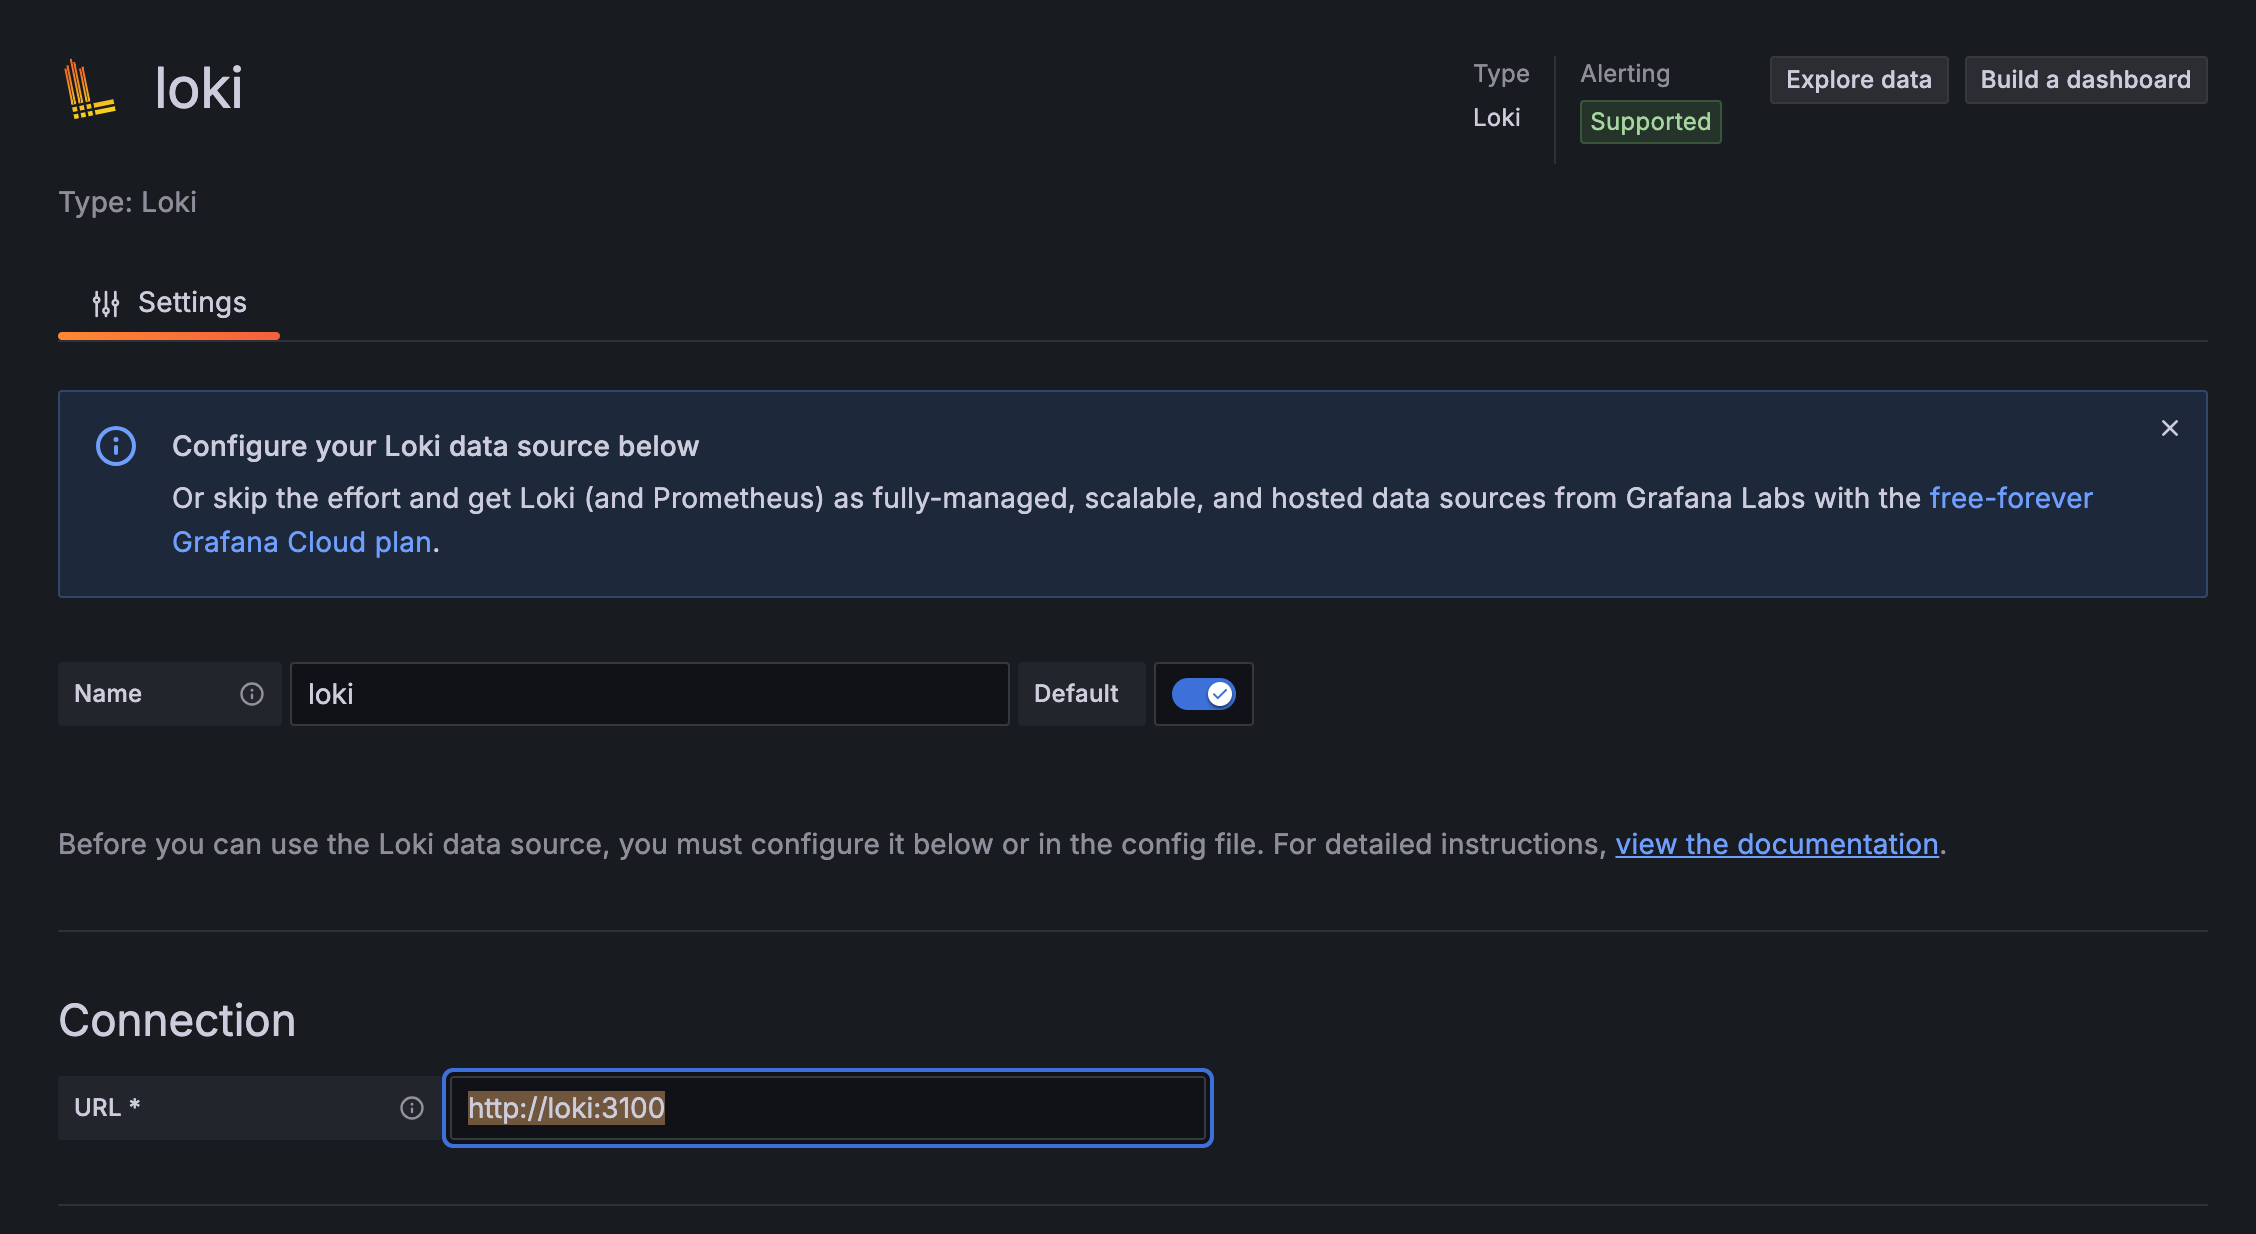 loki
Type
Loki
Alerting
Supported
Explore data
Build a dashboard
Type: Loki
Settings
Configure your Loki data source below
Or skip the effort and get Loki (and Prometheus) as fully-managed, scalable, and hosted data sources from Grafana Labs with the free-forever
Grafana Cloud plan.
Name
loki
Default
Before you can use the Loki data source, you must configure it below or in the config file. For detailed instructions, view the documentation.
Connection
URL *
http://loki:3100